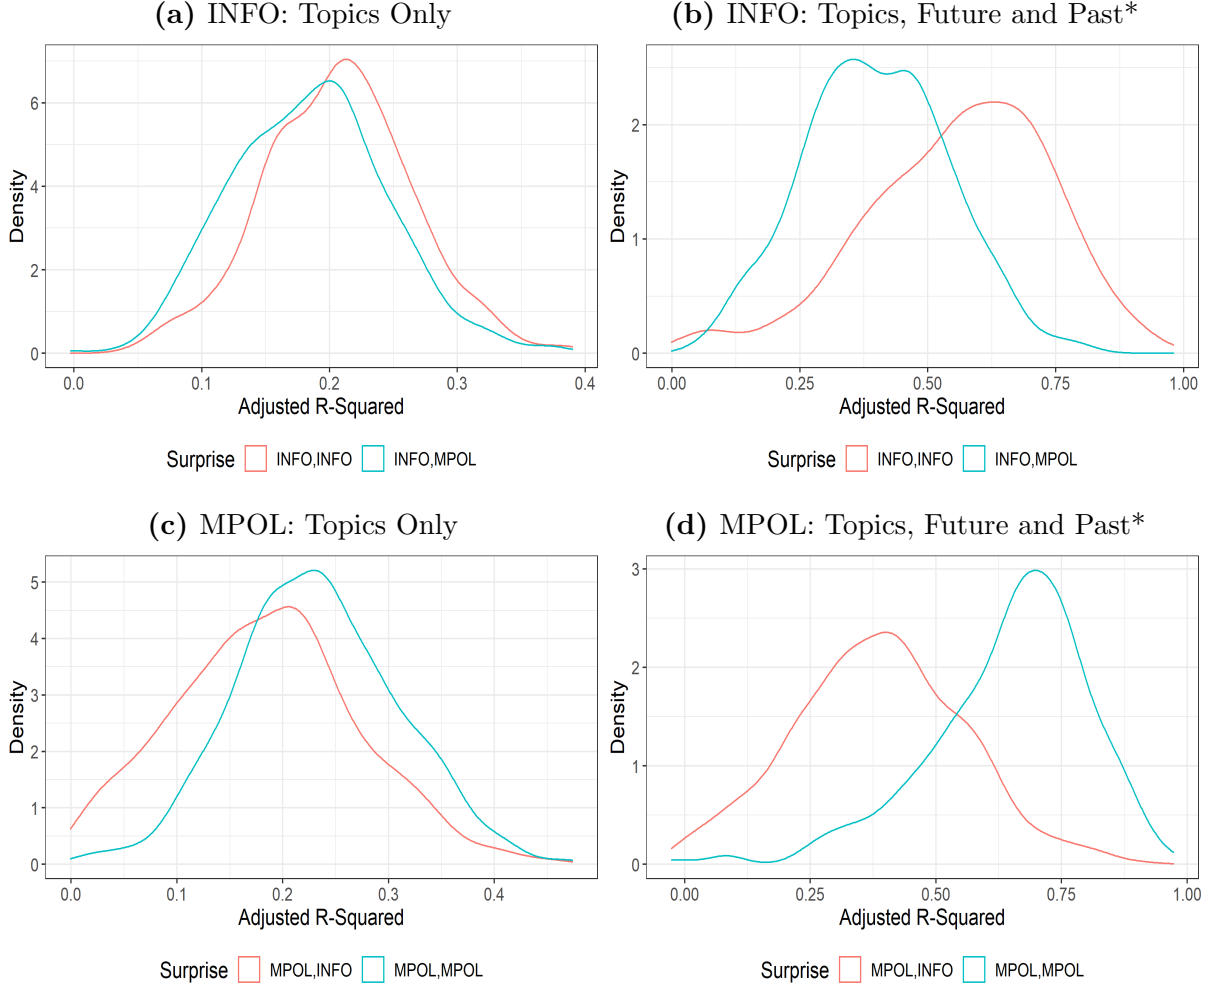 (a) INFO: Topics Only
Density
6
4
2
0
0.0 0.1 0.2 0.3 0.4
Adjusted R-Squared
Surprise INFO,INFO INFO,MPOL
(b) INFO: Topics, Future and Past*
Density
2
1
0
0.00 0.25 0.50 0.75 1.00
Adjusted R-Squared
Surprise INFO,INFO INFO,MPOL
(c) MPOL: Topics Only
Density
5
4
3
2
1
0
0.0 0.1 0.2 0.3 0.4
Adjusted R-Squared
Surprise MPOL,INFO MPOL,MPOL
(d) MPOL: Topics, Future and Past*
Density
3
2
1
0
0.00 0.25 0.50 0.75 1.00
Adjusted R-Squared
Surprise MPOL,INFO MPOL,MPOL